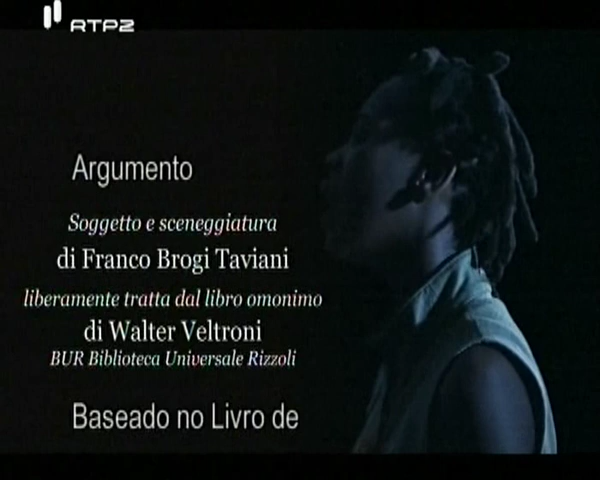 RTP2
Argumento
Soggetto e sceneggiatura
di Franco Brogi Taviani
liberamente tratta dal libro omonimo
di Walter Veltroni
BUR Biblioteca Universale Rizzoli
Baseado no Livro de